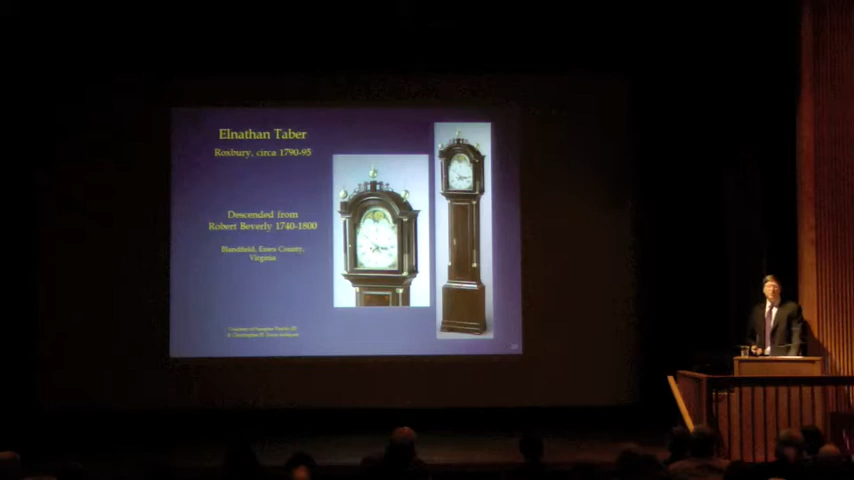 Elnathan Taber
Roxbury, circa 1790-95
Descended from
Robert Beverly 1740-1800
Blandfield, Essex County,
Virginia